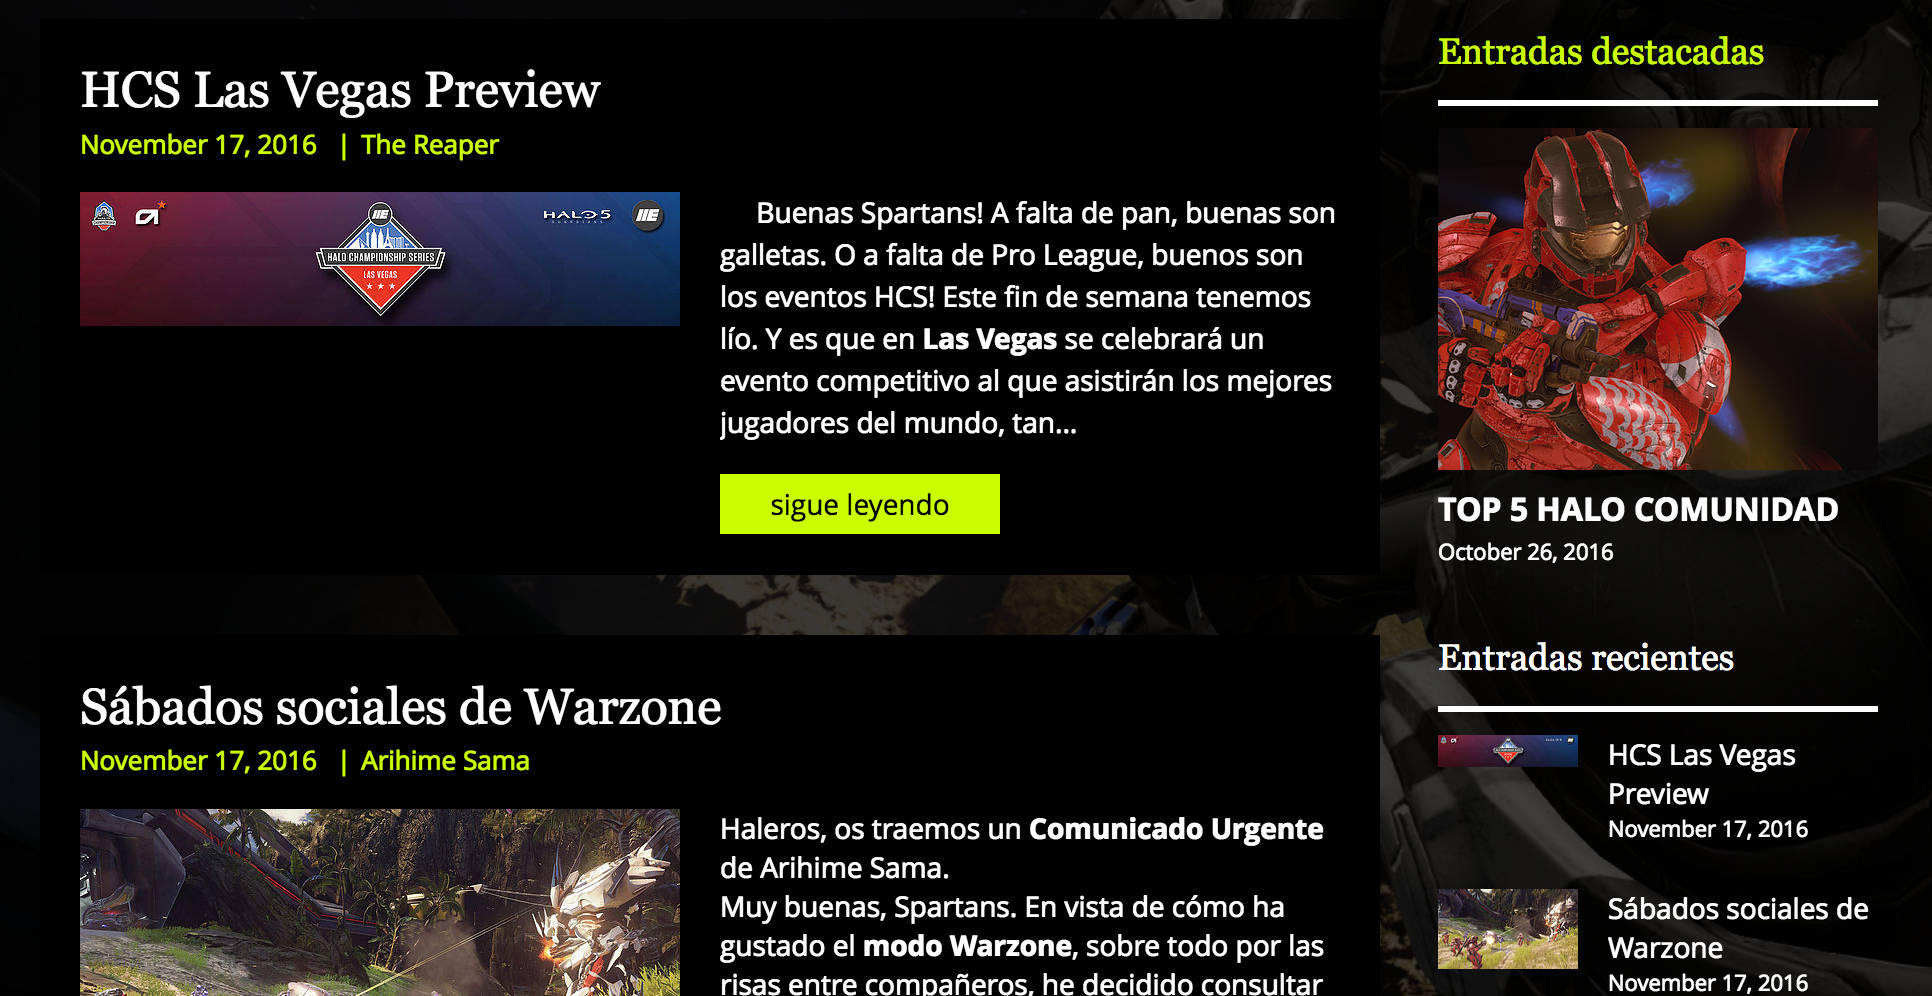 HCS Las Vegas Preview
November 17, 2016 | The Reaper
HALO 5
HALO CHAMPIONSHIP SERIES
LAS VEGAS
Buenas Spartans! A falta de pan, buenas son
galletas. O a falta de Pro League, buenos son
los eventos HCS! Este fin de semana tenemos
lío. Y es que en Las Vegas se celebrará un
evento competitivo al que asistirán los mejores
jugadores del mundo, tan...
sigue leyendo
Sábados sociales de Warzone
November 17, 2016 | Arihime Sama
Haleros, os traemos un Comunicado Urgente
de Arihime Sama.
Muy buenas, Spartans. En vista de cómo ha
gustado el modo Warzone, sobre todo por las
risas entre compañeros, he decidido consultar
Entradas destacadas
TOP 5 HALO COMUNIDAD
October 26, 2016
Entradas recientes
HCS Las Vegas
Preview
November 17, 2016
Sábados sociales de
Warzone
November 17, 2016